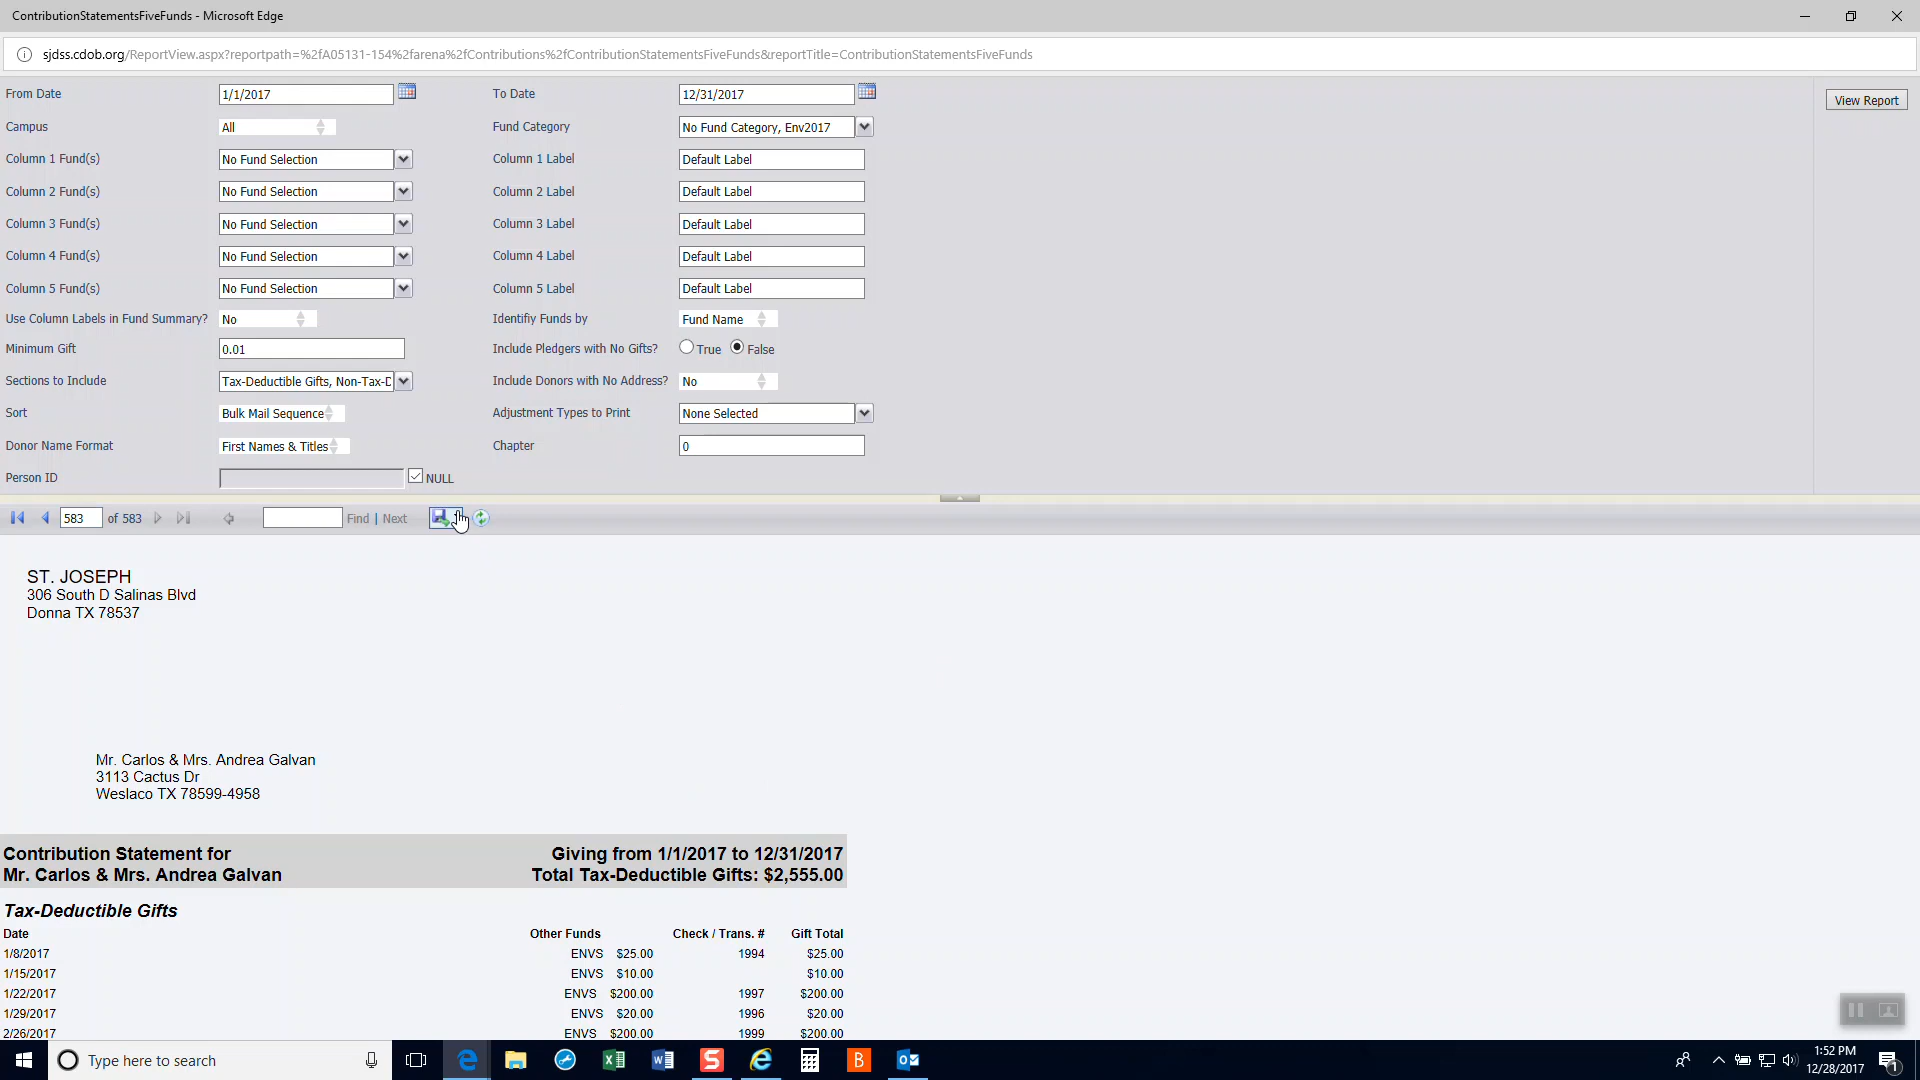 ContributionStatementsFiveFunds - Microsoft Edge
sjdss.cdob.org/ReportView.aspx?reportpath=%2fA05131-154%2farena%2fContributions%2fContributionStatementsFiveFunds&reportTitle=ContributionStatementsFiveFunds
From Date 1/1/2017 To Date 12/31/2017 View Report
Campus All Fund Category No Fund Category, Env2017
Column 1 Fund(s) No Fund Selection Column 1 Label Default Label
Column 2 Fund(s) No Fund Selection Column 2 Label Default Label
Column 3 Fund(s) No Fund Selection Column 3 Label Default Label
Column 4 Fund(s) No Fund Selection Column 4 Label Default Label
Column 5 Fund(s) No Fund Selection Column 5 Label Default Label
Use Column Labels in Fund Summary? No Identifiy Funds by Fund Name
Minimum Gift 0.01 Include Pledgers with No Gifts? True False
Sections to Include Tax-Deductible Gifts, Non-Tax-D Include Donors with No Address? No
Sort Bulk Mail Sequence Adjustment Types to Print None Selected
Donor Name Format First Names & Titles Chapter 0
Person ID NULL
583 of 583 Find | Next
ST. JOSEPH
306 South D Salinas Blvd
Donna TX 78537
Mr. Carlos & Mrs. Andrea Galvan
3113 Cactus Dr
Weslaco TX 78599-4958
Contribution Statement for Giving from 1/1/2017 to 12/31/2017
Mr. Carlos & Mrs. Andrea Galvan Total Tax-Deductible Gifts: $2,555.00
Tax-Deductible Gifts
Date Other Funds Check / Trans. # Gift Total
1/8/2017 ENVS $25.00 1994 $25.00
1/15/2017 ENVS $10.00 $10.00
1/22/2017 ENVS $200.00 1997 $200.00
1/29/2017 ENVS $20.00 1996 $20.00
2/26/2017 ENVS $200.00 1999 $200.00
Type here to search
1:52 PM
12/28/2017
1